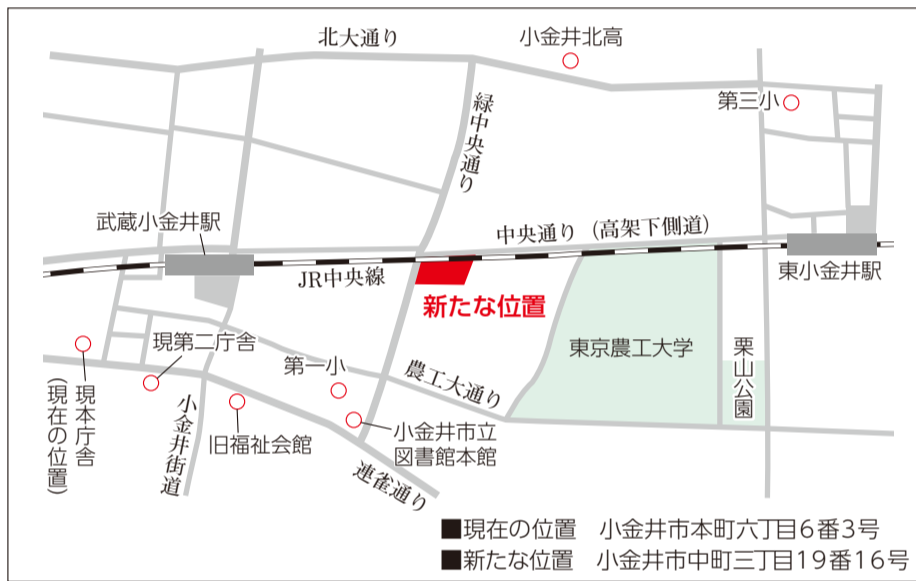 北大通り
小金井北高
第三小
緑中央通り
武蔵小金井駅
中央通り（高架下側道）
JR中央線
東小金井駅
新たな位置
東京農工大学
栗山公園
現第二庁舎
第一小
農工大通り
現本庁舎
（現在の位置）
小金井街道
旧福祉会館
小金井市立
図書館本館
連雀通り
■現在の位置　小金井市本町六丁目6番3号
■新たな位置　小金井市中町三丁目19番16号